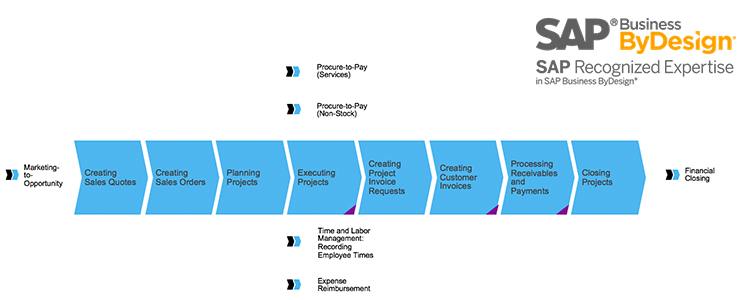 SAP® Business
ByDesign®
SAP Recognized Expertise
in SAP Business ByDesign®
Procure-to-Pay
(Services)
Procure-to-Pay
(Non-Stock)
Marketing-
to-
Opportunity
Creating
Sales Quotes
Creating
Sales Orders
Planning
Projects
Executing
Projects
Creating
Project
Invoice
Requests
Creating
Customer
Invoices
Processing
Receivables
and
Payments
Closing
Projects
Financial
Closing
Time and Labor
Management:
Recording
Employee Times
Expense
Reimbursement